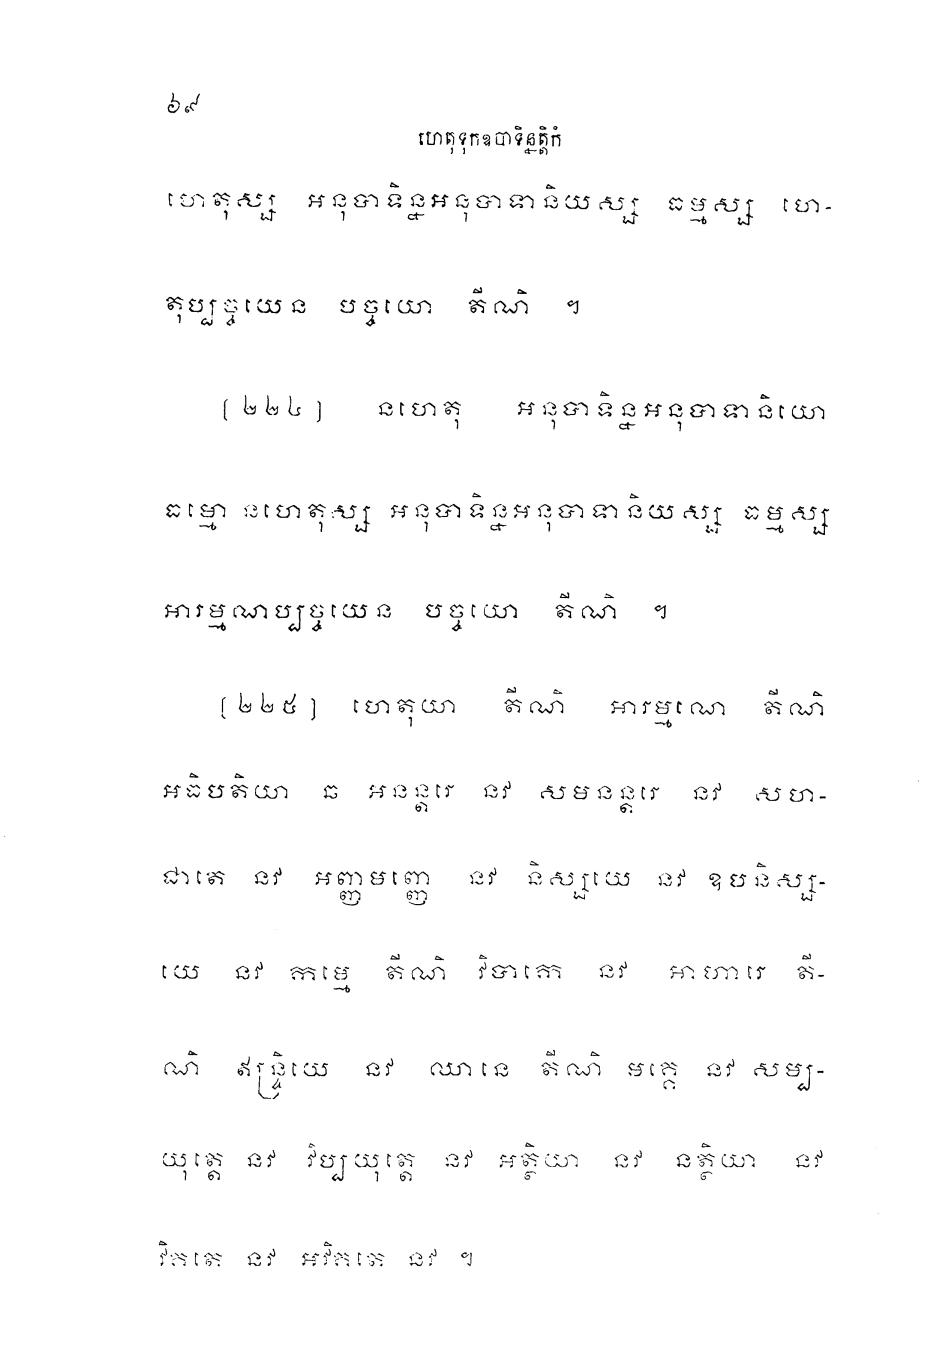 ៦៩
ហេតុទុកឧបាទិន្នត្តិកំ
ហេតុស្ស អនុបាទិន្នអនុបាទានិយស្ស ធម្មស្ស ហេ-
តុប្បច្ចយេន បច្ចយោ តីណិ ។
[២២៤] នហេតុ អនុបាទិន្នអនុបាទានិយោ
ធម្មោ នហេតុស្ស អនុបាទិន្នអនុបាទានិយស្ស ធម្មស្ស
អារម្មណប្បច្ចយេន បច្ចយោ តីណិ ។
[២២៥] ហេតុយា តីណិ អារម្មណេ តីណិ
អធិបតិយា ឆ អនន្តរេ នវ សមនន្តរេ នវ សហ-
ជាតេ នវ អញ្ញមញ្ញេ នវ និស្សយេ នវ ឧបនិស្ស-
យេ នវ កម្មេ តីណិ វិបាកេ នវ អាហារេ តី-
ណិ ឥន្ទ្រិយេ នវ ឈានេ តីណិ មគ្គេ នវ សម្ប-
យុត្តេ នវ វិប្បយុត្តេ នវ អត្ថិយា នវ នត្ថិយា នវ
វិគតេ នវ អវិគតេ នវ ។